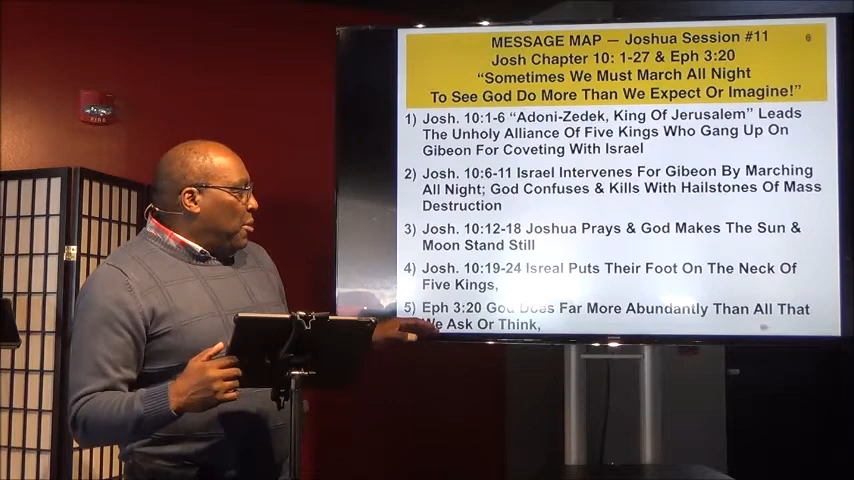 MESSAGE MAP — Joshua Session #11
Josh Chapter 10: 1-27 & Eph 3:20
“Sometimes We Must March All Night
To See God Do More Than We Expect Or Imagine!”
1) Josh. 10:1-6 “Adoni-Zedek, King Of Jerusalem” Leads
The Unholy Alliance Of Five Kings Who Gang Up On
Gibeon For Coveting With Israel
2) Josh. 10:6-11 Israel Intervenes For Gibeon By Marching
All Night; God Confuses & Kills With Hailstones Of Mass
Destruction
3) Josh. 10:12-18 Joshua Prays & God Makes The Sun &
Moon Stand Still
4) Josh. 10:19-24 Isreal Puts Their Foot On The Neck Of
Five Kings,
5) Eph 3:20 God Does Far More Abundantly Than All That
We Ask Or Think,
FIRE